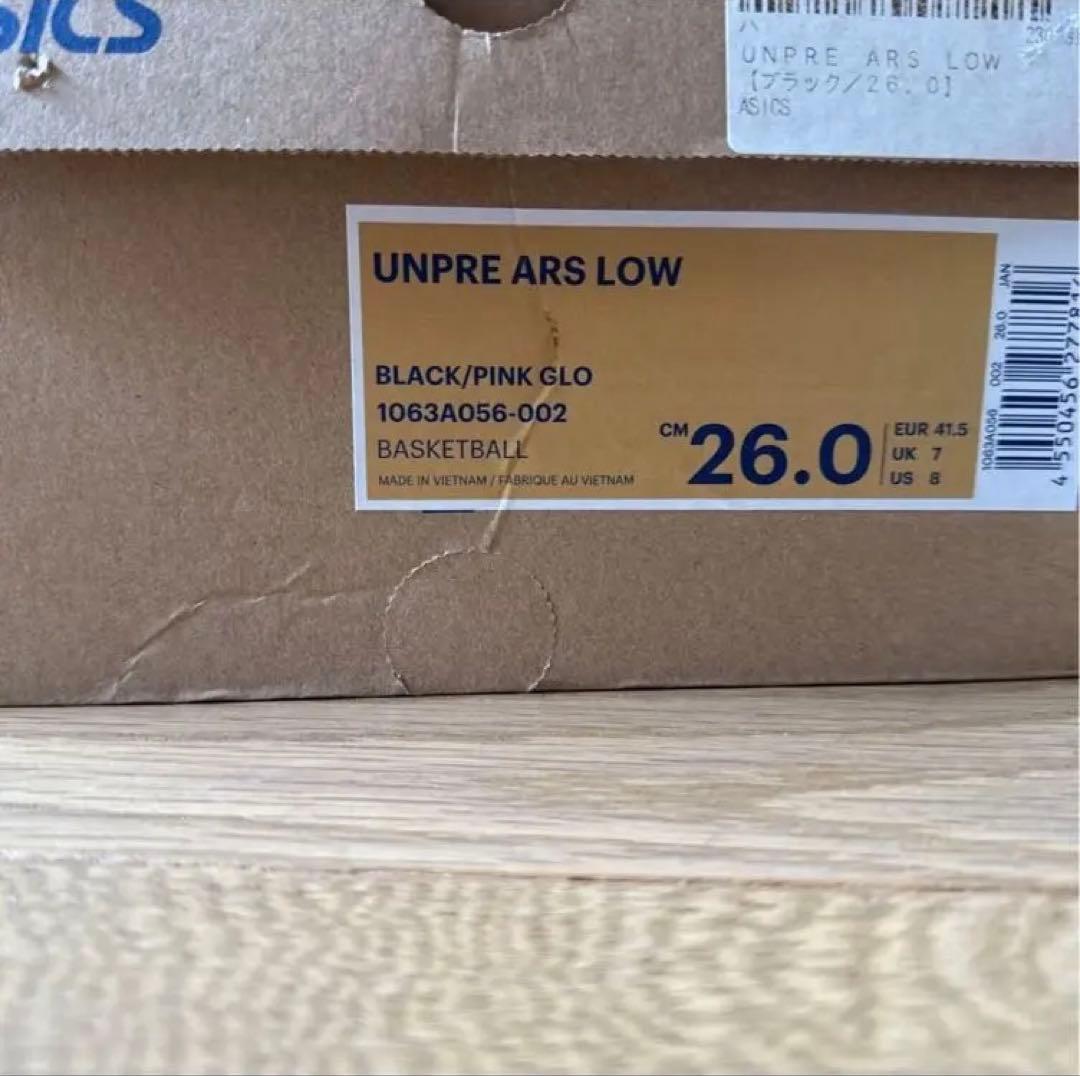 SICS
ハ
UNPRE ARS LOW
【ブラック/26.0】
ASICS
UNPRE ARS LOW
BLACK/PINK GLO
1063A056-002
BASKETBALL
MADE IN VIETNAM / FABRIQUE AU VIETNAM
CM 26.0
EUR 41.5
UK 7
US 8
1063A056 002 26.0 JAN